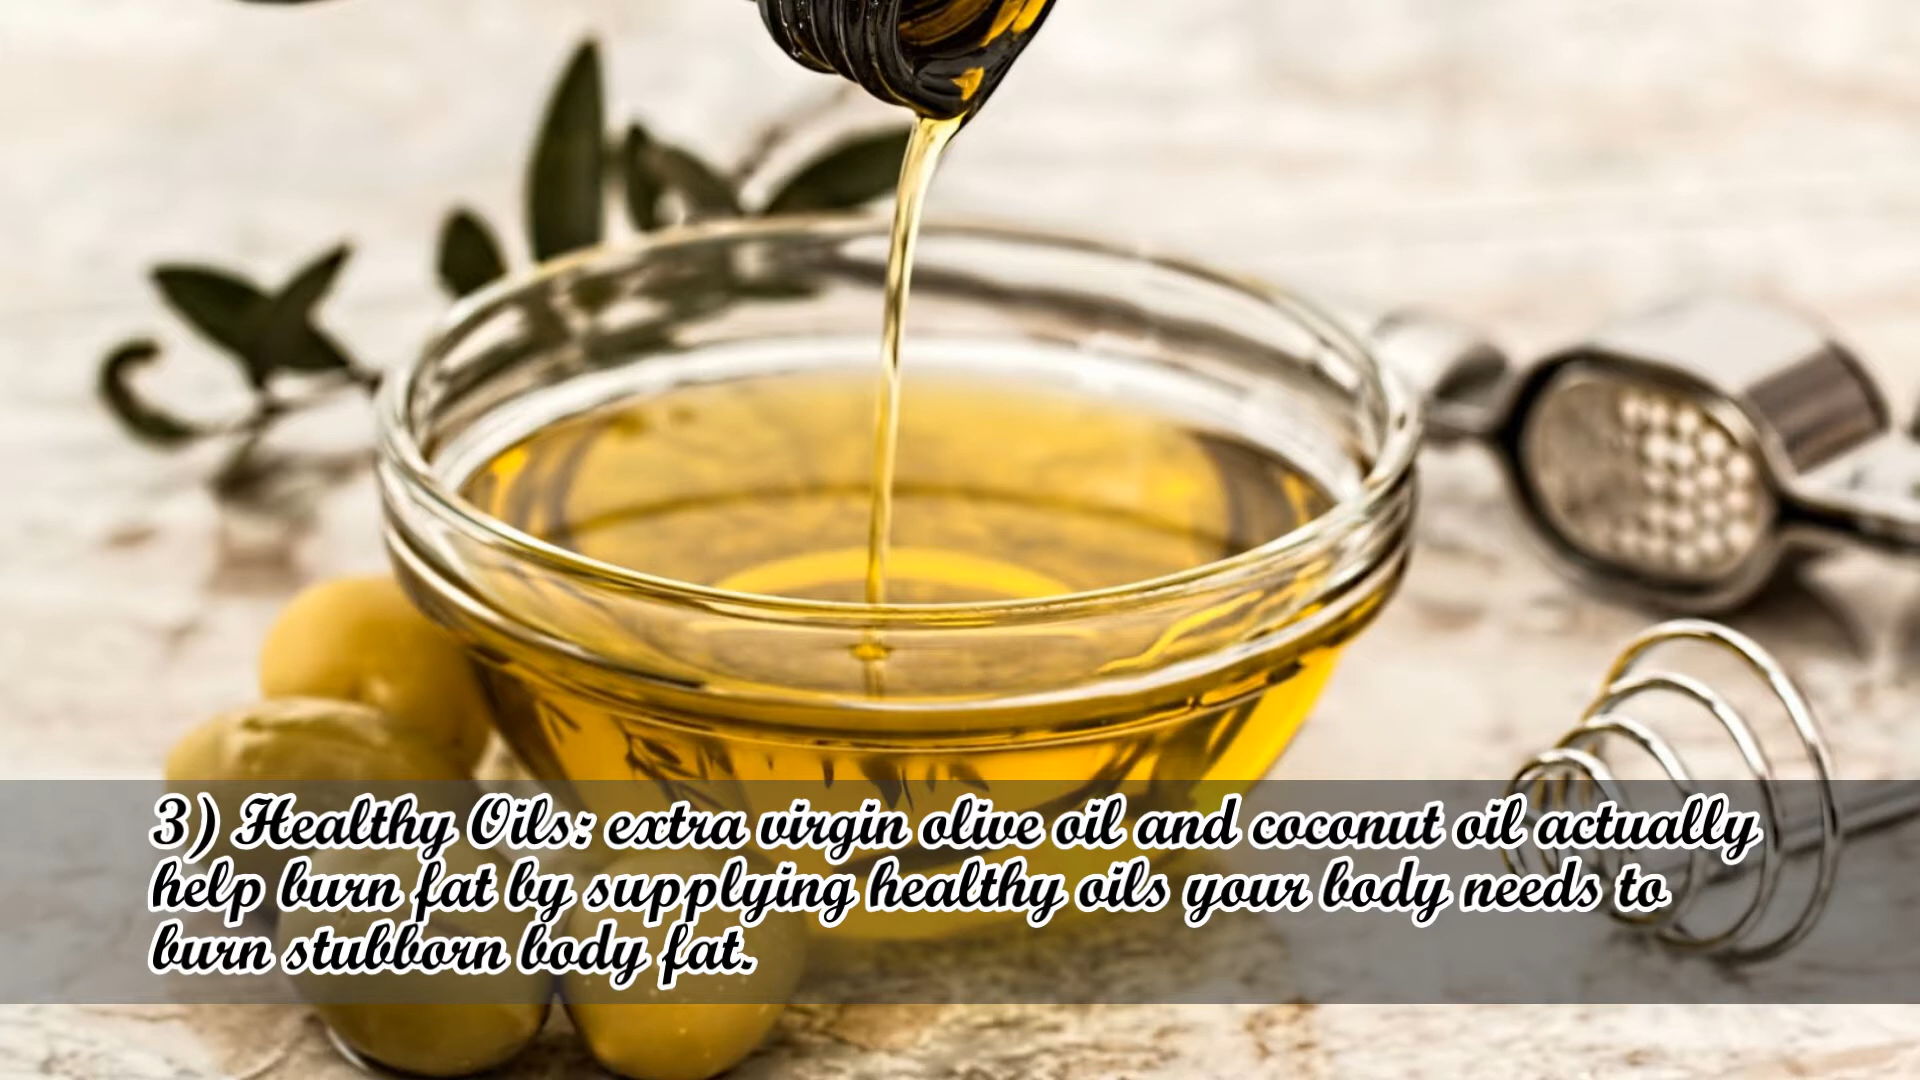 3) Healthy Oils: extra virgin olive oil and coconut oil actually
help burn fat by supplying healthy oils your body needs to
burn stubborn body fat.